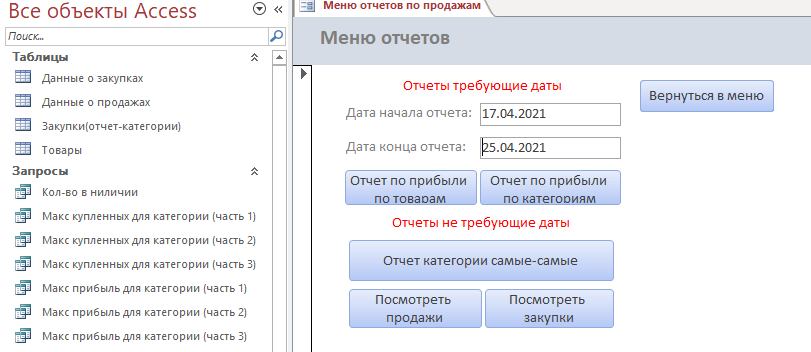 Все объекты Access
Поиск...
Таблицы
Данные о закупках
Данные о продажах
Закупки(отчет-категории)
Товары
Запросы
Кол-во в наличии
Макс купленных для категории (часть 1)
Макс купленных для категории (часть 2)
Макс купленных для категории (часть 3)
Макс прибыль для категории (часть 1)
Макс прибыль для категории (часть 2)
Макс прибыль для категории (часть 3)
Меню отчетов по продажам
Меню отчетов
Отчеты требующие даты
Вернуться в меню
Дата начала отчета: 17.04.2021
Дата конца отчета: 25.04.2021
Отчет по прибыли по товарам
Отчет по прибыли по категориям
Отчеты не требующие даты
Отчет категории самые-самые
Посмотреть продажи
Посмотреть закупки